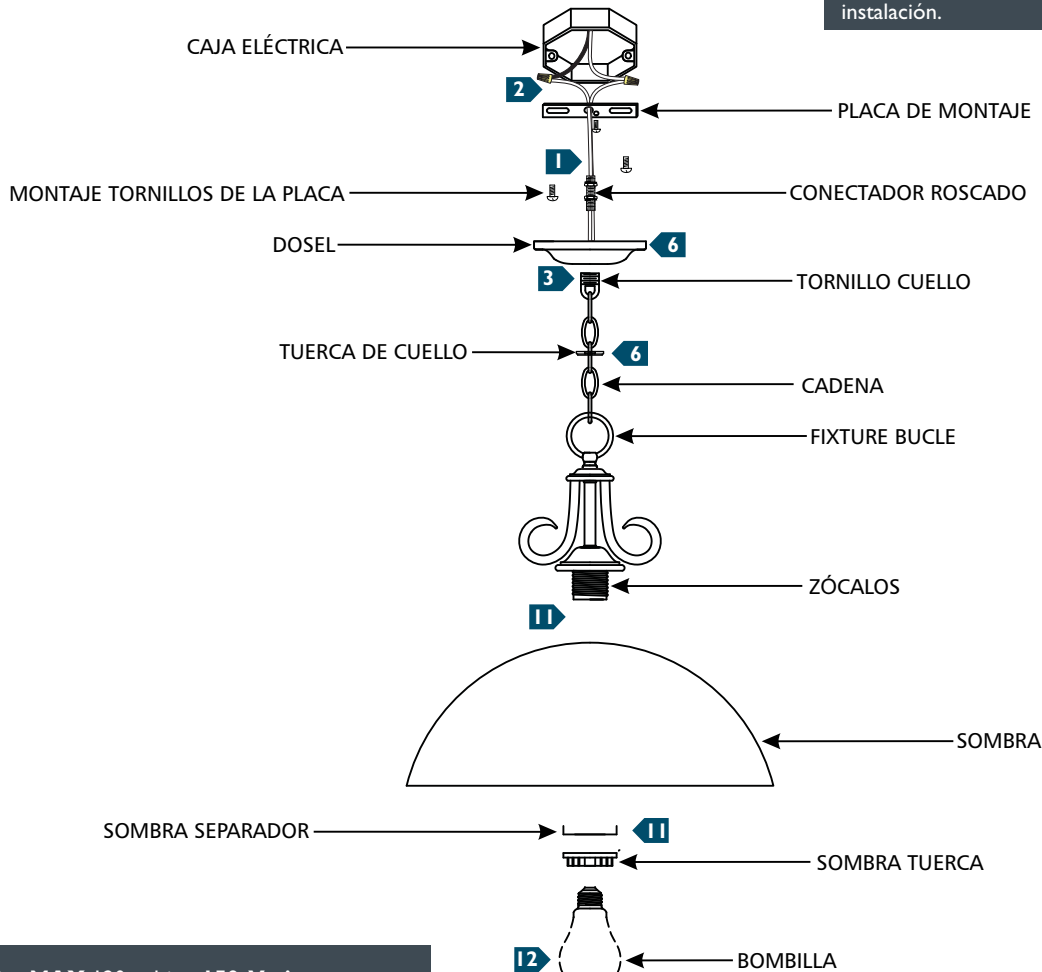 instalación.
CAJA ELÉCTRICA
2
PLACA DE MONTAJE
1
MONTAJE TORNILLOS DE LA PLACA
CONECTADOR ROSCADO
DOSEL
6
3
TORNILLO CUELLO
TUERCA DE CUELLO
6
CADENA
FIXTURE BUCLE
ZÓCALOS
11
SOMBRA
SOMBRA SEPARADOR
11
SOMBRA TUERCA
12
BOMBILLA